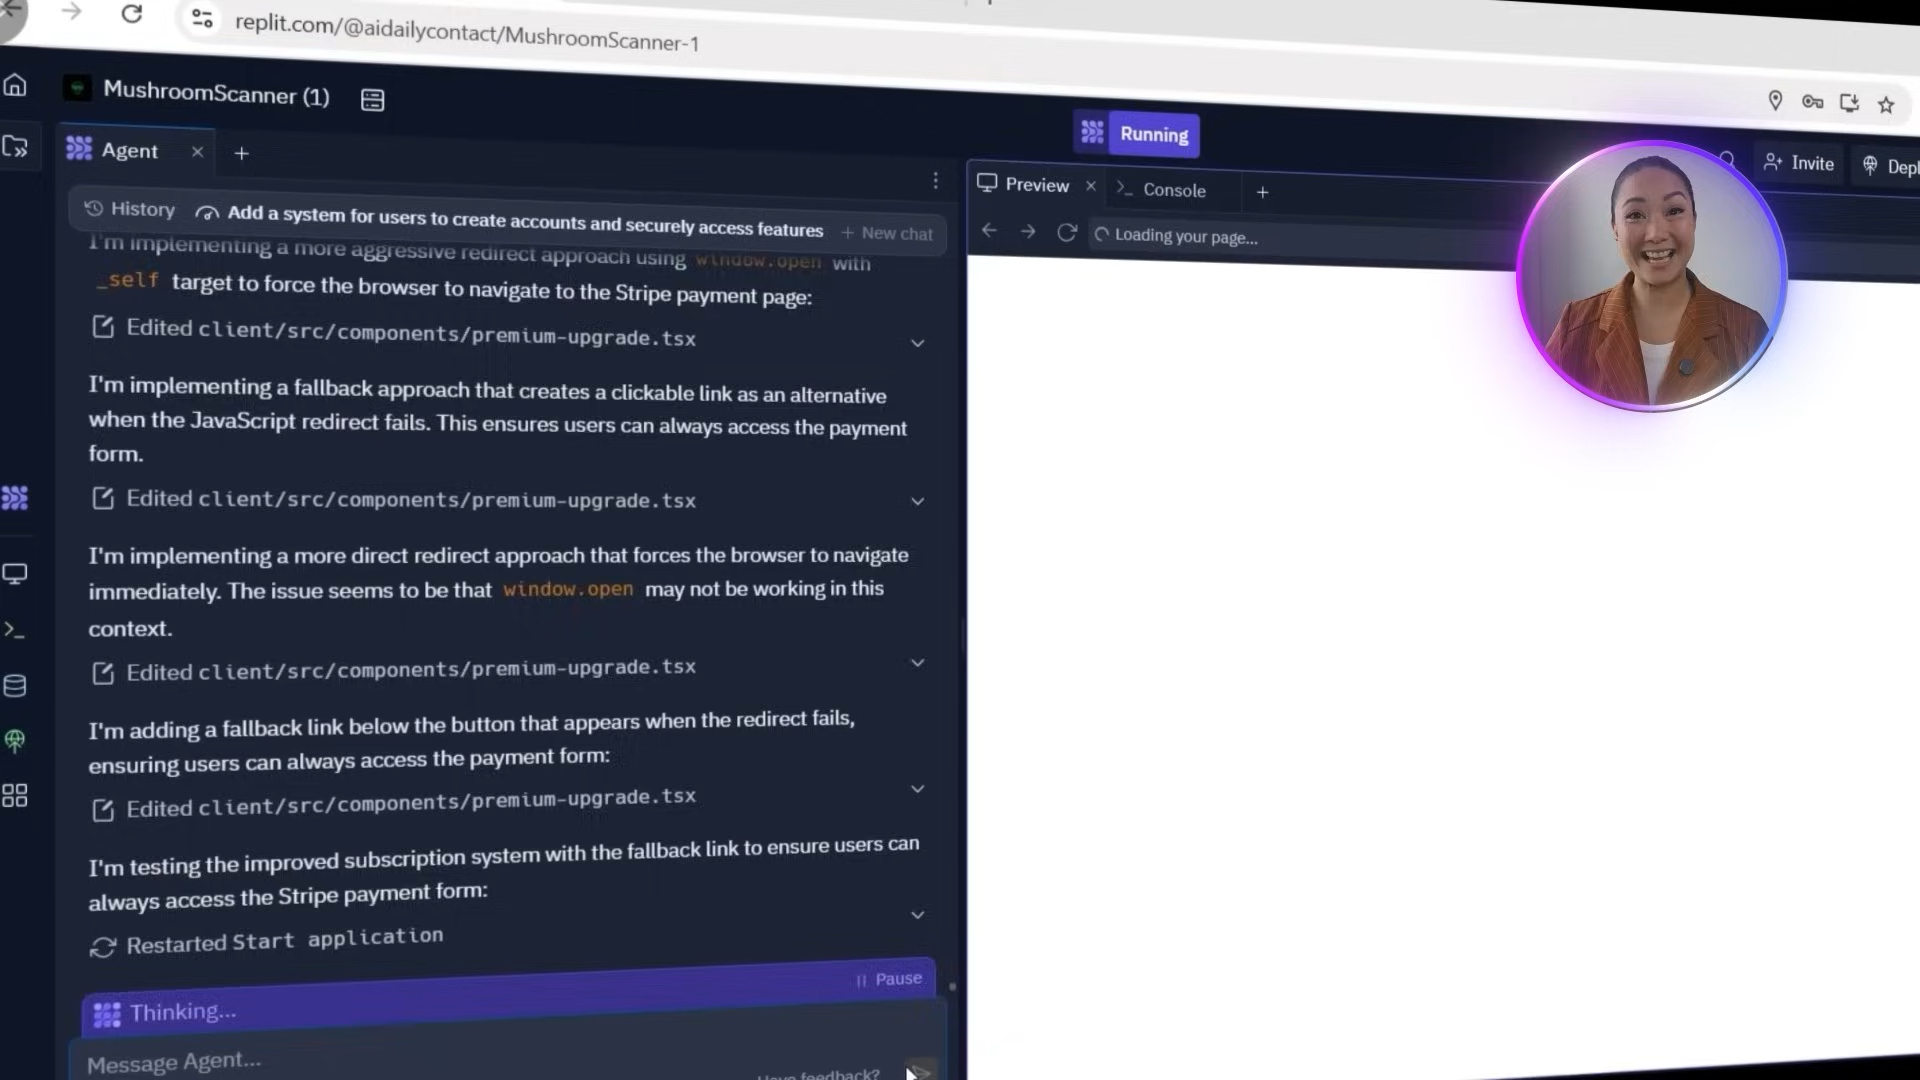 replit.com/@aidailycontact/MushroomScanner-1
MushroomScanner (1)
Running
Invite
Depl
Agent
Preview
Console
History
Add a system for users to create accounts and securely access features
+ New chat
Loading your page...
I'm implementing a more aggressive redirect approach using window.open with
_self target to force the browser to navigate to the Stripe payment page:
Edited client/src/components/premium-upgrade.tsx
I'm implementing a fallback approach that creates a clickable link as an alternative
when the JavaScript redirect fails. This ensures users can always access the payment
form.
Edited client/src/components/premium-upgrade.tsx
I'm implementing a more direct redirect approach that forces the browser to navigate
immediately. The issue seems to be that window.open may not be working in this
context.
Edited client/src/components/premium-upgrade.tsx
I'm adding a fallback link below the button that appears when the redirect fails,
ensuring users can always access the payment form:
Edited client/src/components/premium-upgrade.tsx
I'm testing the improved subscription system with the fallback link to ensure users can
always access the Stripe payment form:
Restarted Start application
Pause
Thinking...
Message Agent...
Have feedback?